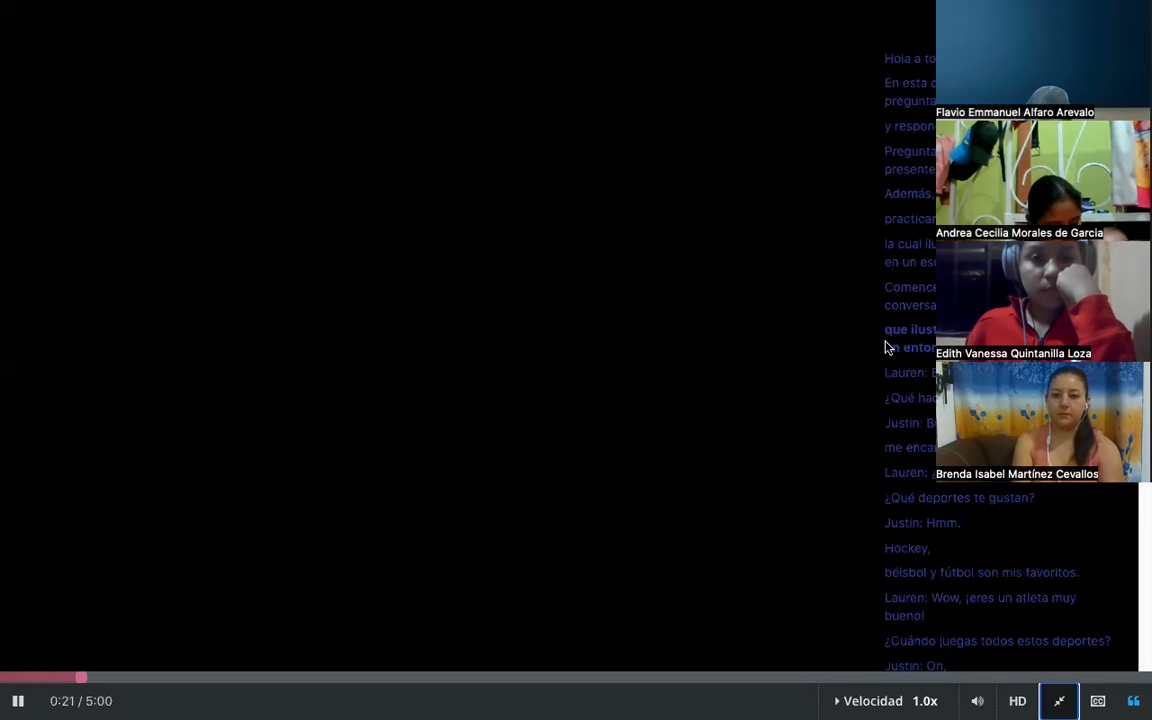 Hola a to
En esta
pregunta
y respon
Pregunta
presente
Además,
practicar
la cual ilu
en un es
Comence
conversa
que ilust
entor
Lauren:
¿Qué hac
Justin: B
me encan
Lauren:
¿Qué deportes te gustan?
Justin: Hmm.
Hockey,
béisbol y fútbol son mis favoritos.
Lauren: Wow, ¡eres un atleta muy
bueno!
¿Cuándo juegas todos estos deportes?
Justin: Oh,
Flavio Emmanuel Alfaro Arevalo
Andrea Cecilia Morales de Garcia
Edith Vanessa Quintanilla Loza
Brenda Isabel Martínez Cevallos
0:21 / 5:00
Velocidad 1.0x
HD
CC